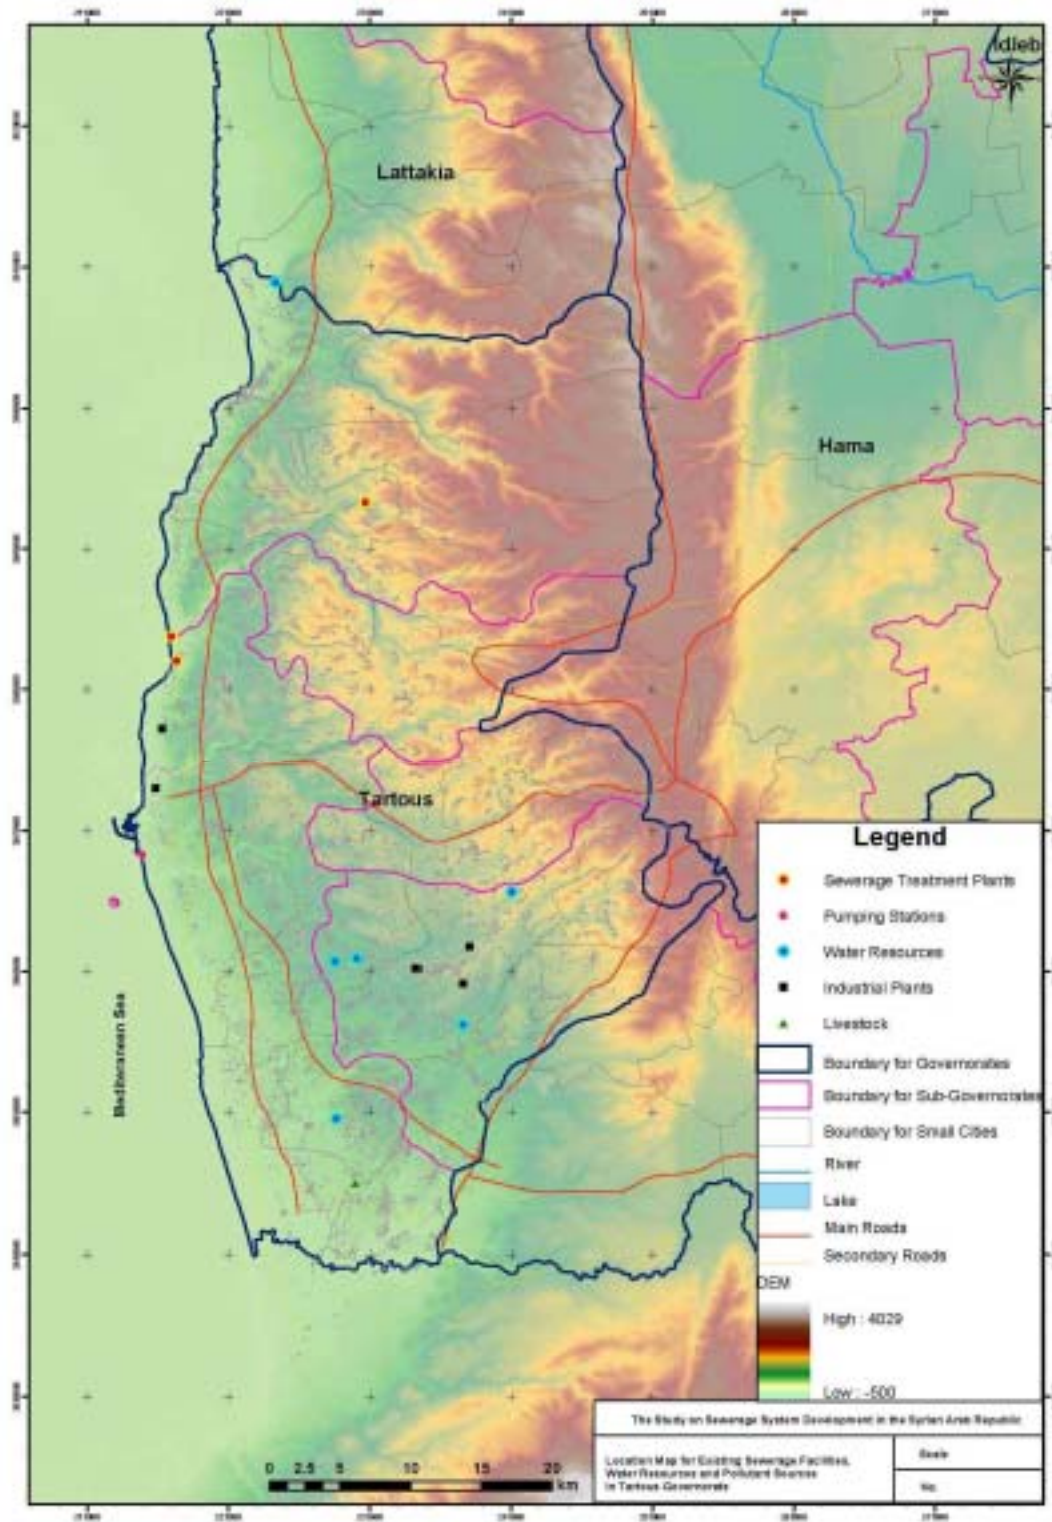 Idleb
Lattakia
Hama
Tartous
Mediteranean Sea
Legend
Sewerage Treatment Plants
Pumping Stations
Water Resources
Industrial Plants
Livestock
Boundary for Governorates
Boundary for Sub-Governorates
Boundary for Small Cities
River
Lake
Main Roads
Secondary Roads
DEM
High : 4029
Low : -500
The Study on Sewerage System Development in the Syrian Arab Republic
Location Map for Existing Sewerage Facilities,
Water Resources and Pollutant Sources
in Tartous Governorate
Scale
No.
0 2.5 5 10 15 20
km